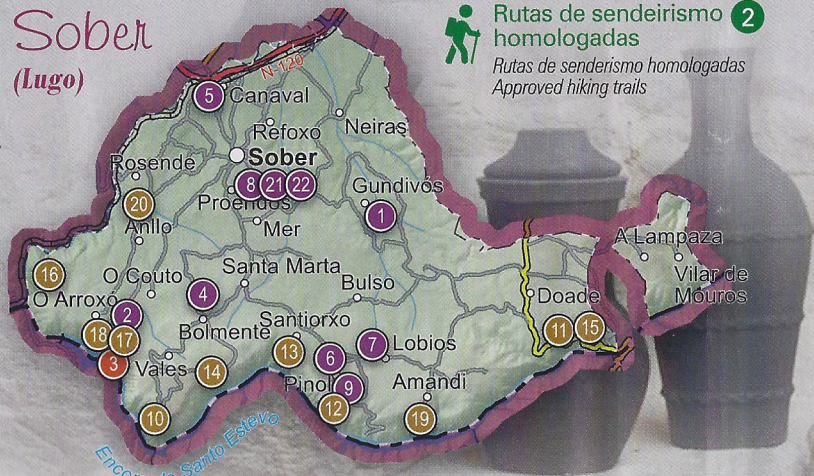 Sober
(Lugo)
Rutas de sendeirismo 2
homologadas
Rutas de senderismo homologadas
Approved hiking trails
N-120
5 Canaval
Refoxo
Neiras
Sober
Rosende
8 21 22
Gundivós
Proendos
20
1
Anllo
Mer
A Lampaza
16
O Couto
Santa Marta
Vilar de
Mouros
O Arroxo
4
Bulso
Doade
2
Bolmente
Santiorxo
11 15
18 17
13
7 Lobios
3
Vales
14
6
Pinol
9
Amandi
10
12
19
Santo Estevo